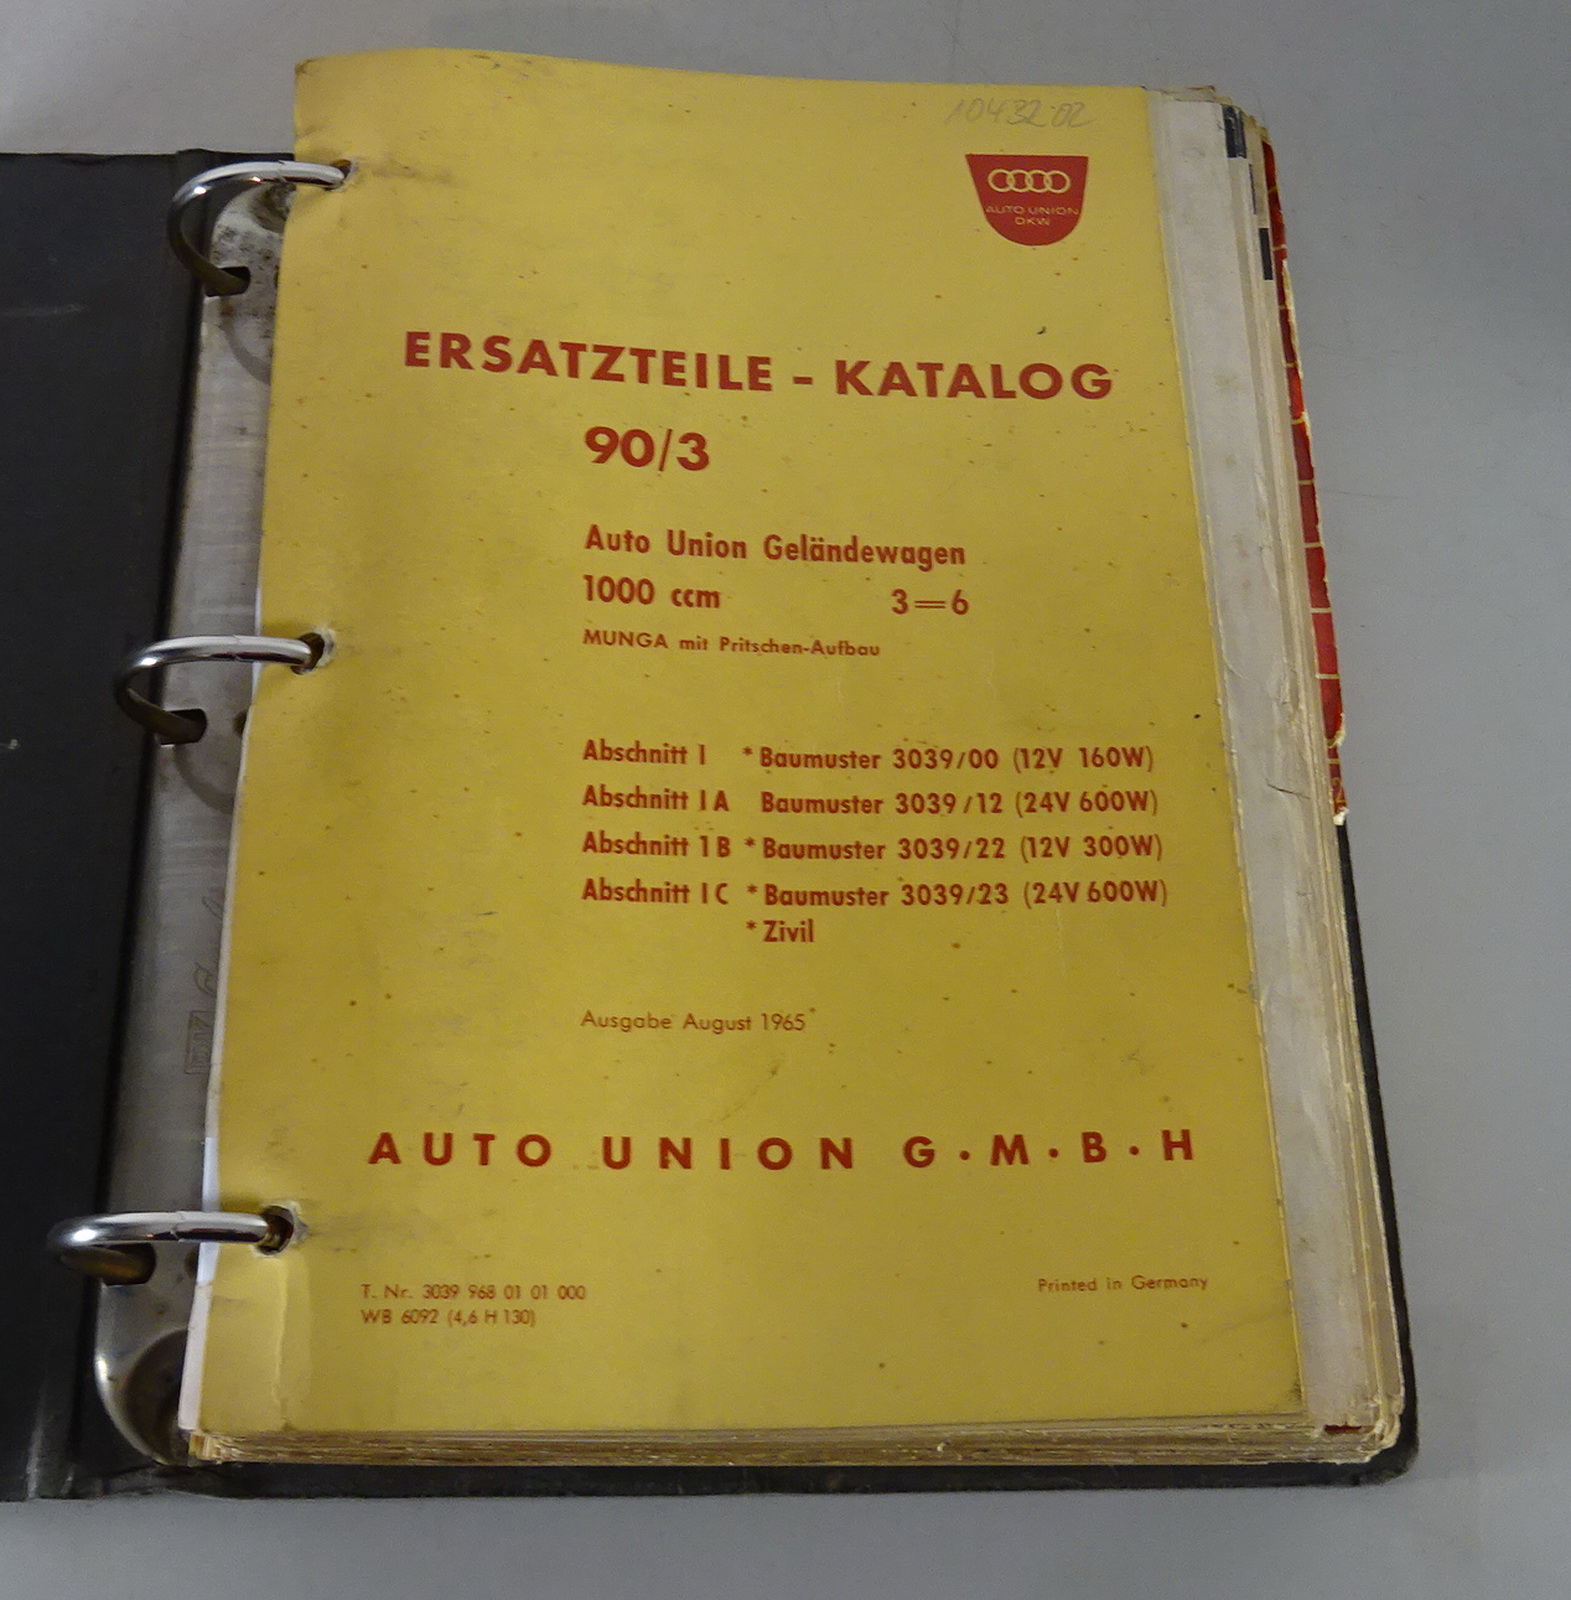 1043202
AUTO UNION
DKW
ERSATZTEILE - KATALOG
90/3
Auto Union Geländewagen
1000 ccm 3=6
MUNGA mit Pritschen-Aufbau
Abschnitt I * Baumuster 3039/00 (12V 160W)
Abschnitt I A Baumuster 3039/12 (24V 600W)
Abschnitt 1 B * Baumuster 3039/22 (12V 300W)
Abschnitt I C * Baumuster 3039/23 (24V 600W)
* Zivil
Ausgabe August 1965
AUTO UNION G·M·B·H
T. Nr. 3039 968 01 01 000
WB 6092 (4,6 H 130)
Printed in Germany